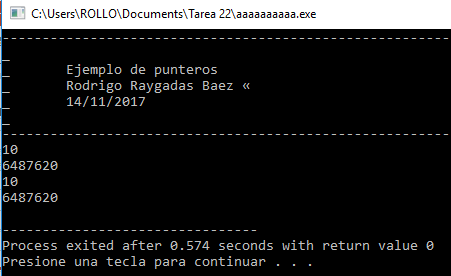 C:\Users\ROLLO\Documents\Tarea 22\aaaaaaaaaa.exe
--------------------------------------------------------
_
_ Ejemplo de punteros
_ Rodrigo Raygadas Baez «
_ 14/11/2017
_
--------------------------------------------------------
10
6487620
10
6487620
--------------------------------
Process exited after 0.574 seconds with return value 0
Presione una tecla para continuar . . .